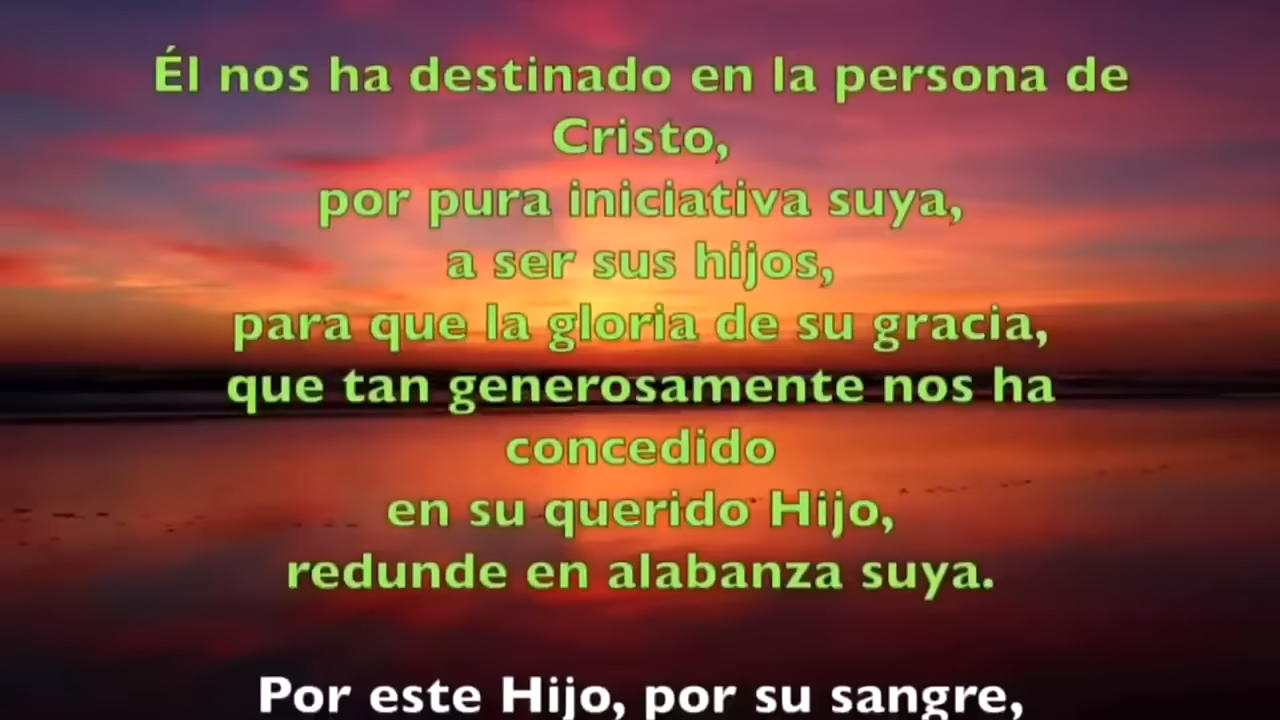 Él nos ha destinado en la persona de
Cristo,
por pura iniciativa suya,
a ser sus hijos,
para que la gloria de su gracia,
que tan generosamente nos ha
concedido
en su querido Hijo,
redunde en alabanza suya.
Por este Hijo, por su sangre,